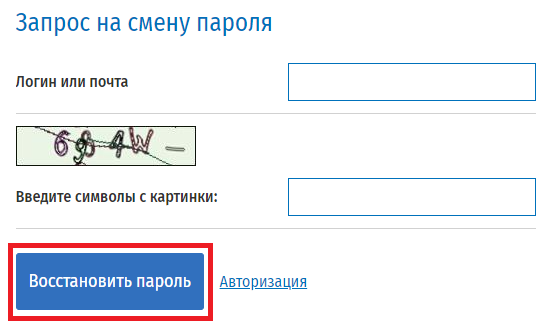 Запрос на смену пароля
Логин или почта
Введите символы с картинки:
Восстановить пароль
Авторизация